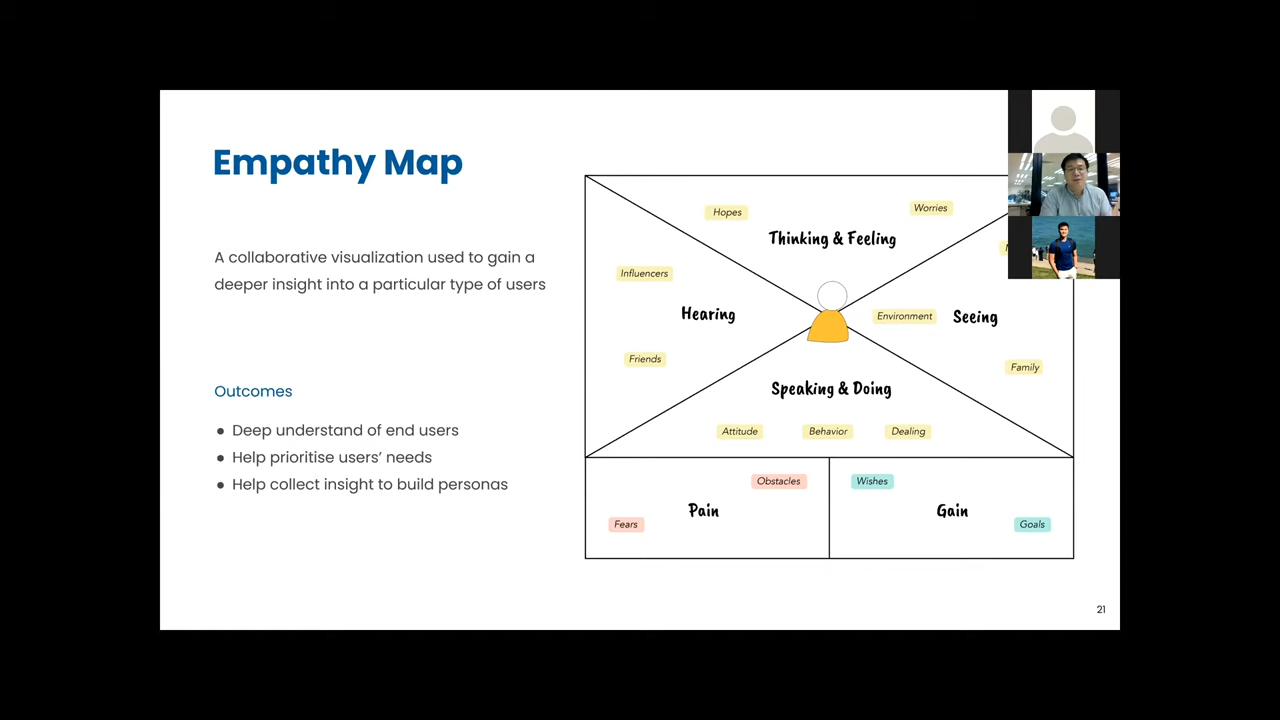 Empathy Map
A collaborative visualization used to gain a
deeper insight into a particular type of users
Outcomes
● Deep understand of end users
● Help prioritise users’ needs
● Help collect insight to build personas
Hopes
Worries
Thinking & Feeling
Influencers
Hearing
Friends
Environment
Seeing
Family
Speaking & Doing
Attitude
Behavior
Dealing
Obstacles
Pain
Fears
Wishes
Gain
Goals
21